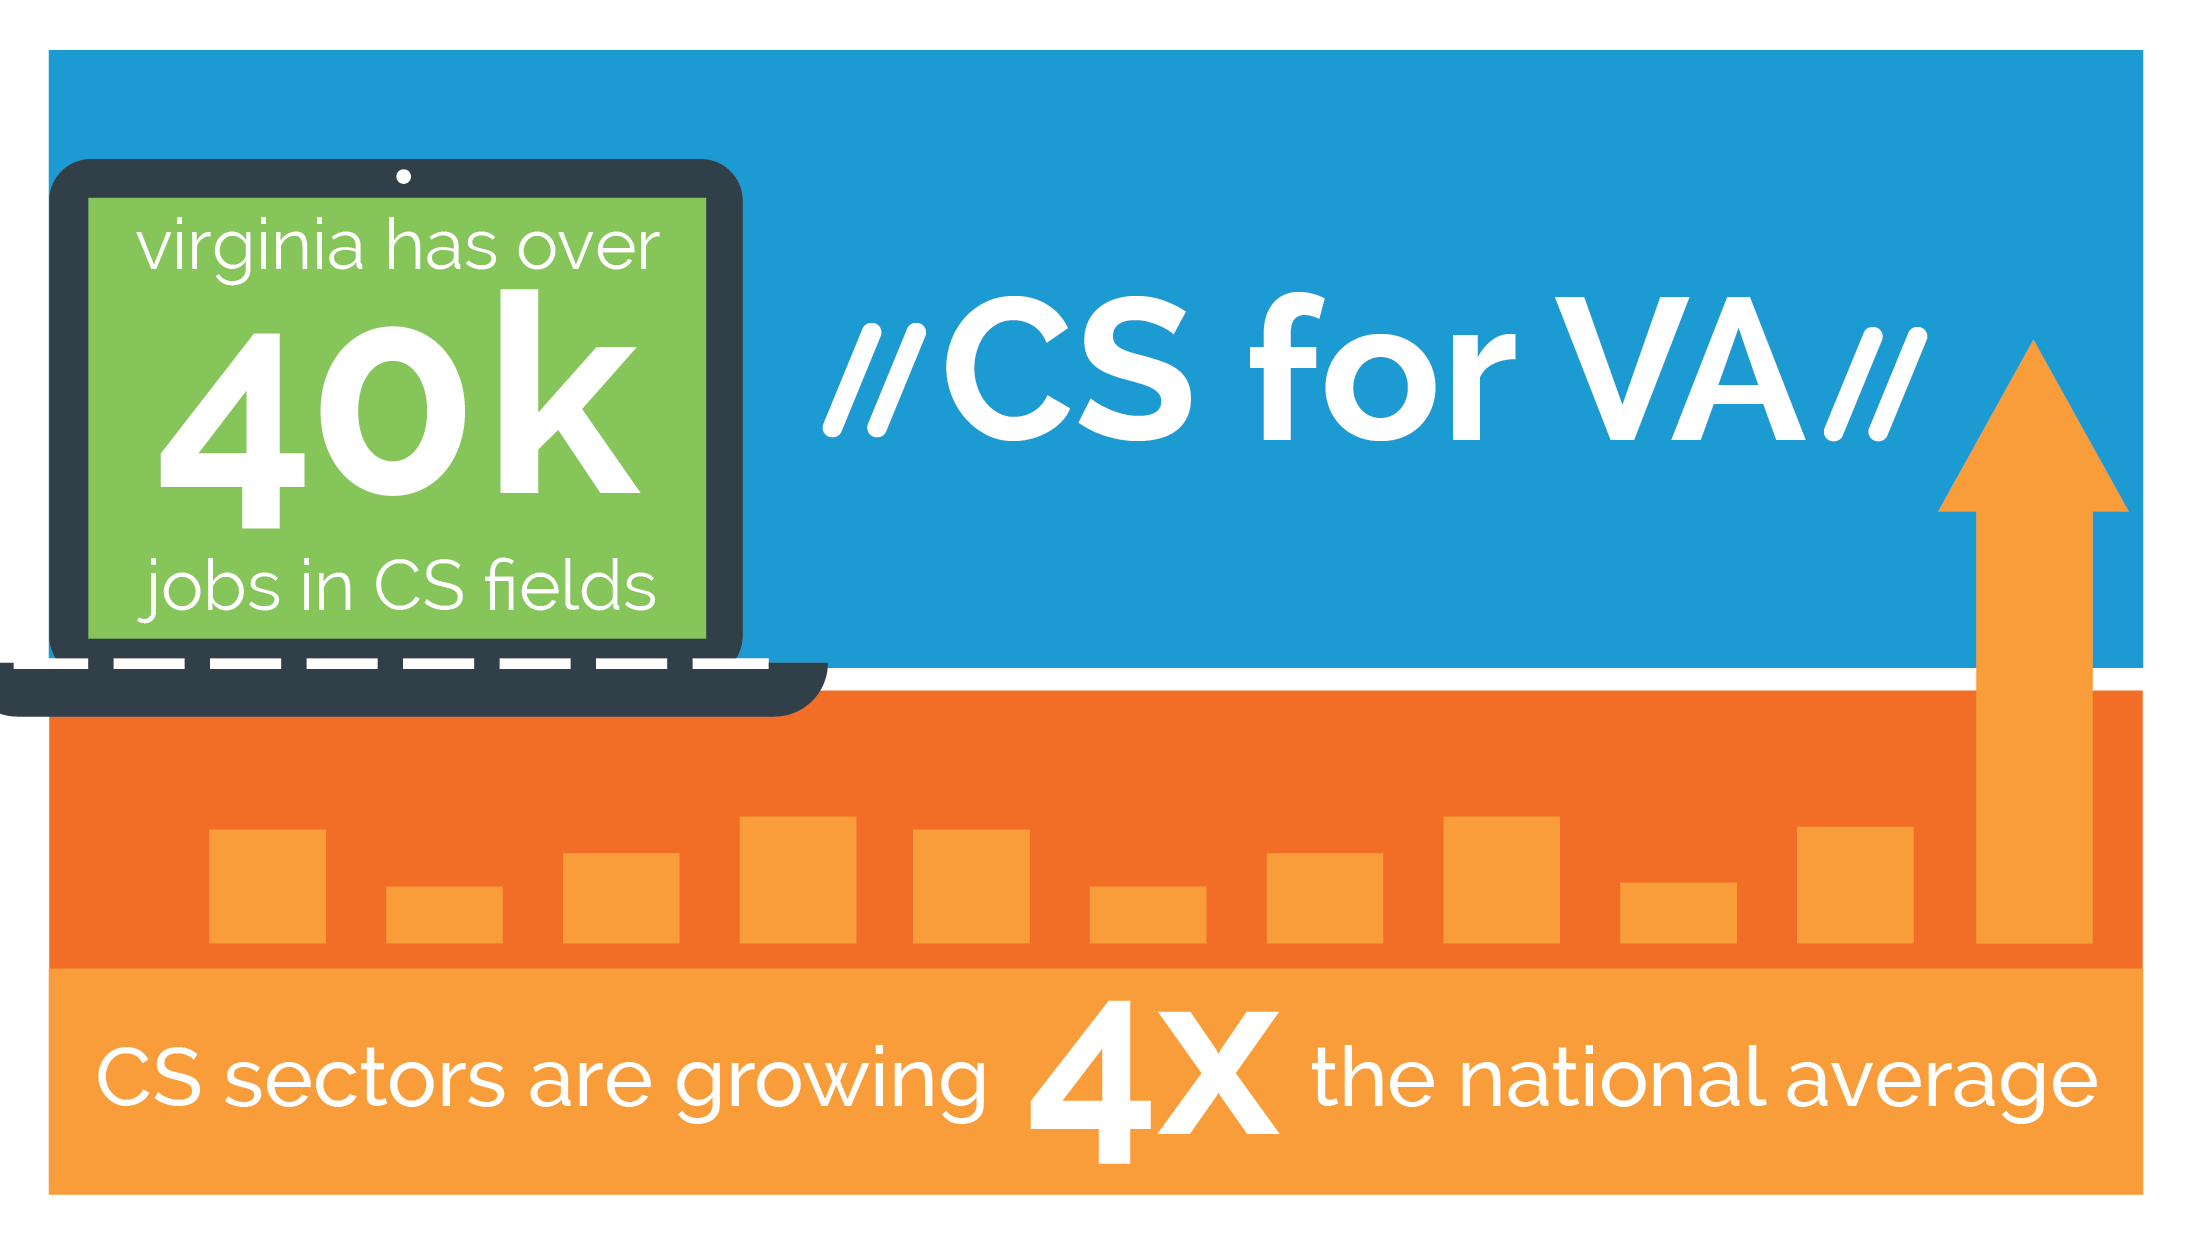 virginia has over
40k
jobs in CS fields
//CS for VA//
CS sectors are growing 4x the national average